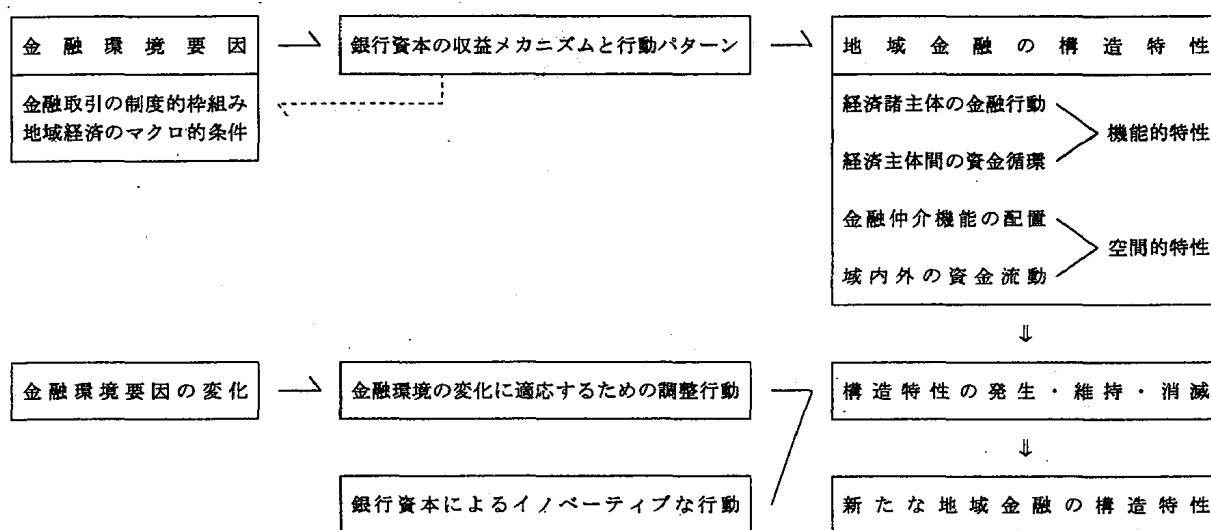 金融環境要因
銀行資本の収益メカニズムと行動パターン
地域金融の構造特性
金融取引の制度的枠組み
地域経済のマクロ的条件
経済諸主体の金融行動
機能的特性
経済主体間の資金循環
金融仲介機能の配置
空間的特性
域内外の資金流動
⇓
金融環境要因の変化
金融環境の変化に適応するための調整行動
構造特性の発生・維持・消滅
⇓
銀行資本によるイノベーティブな行動
新たな地域金融の構造特性